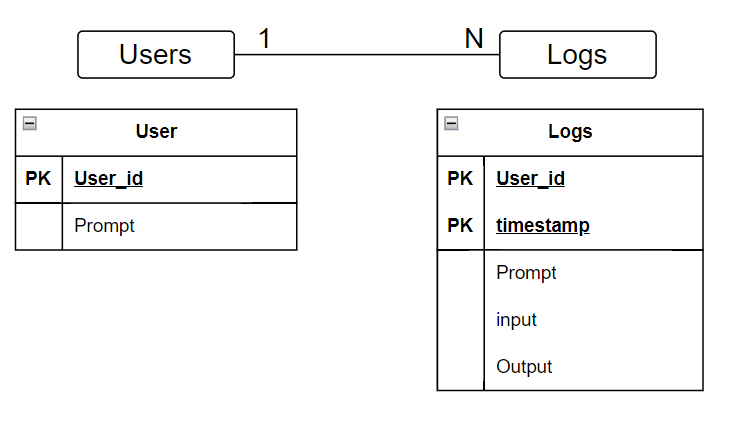 Users 1 N Logs
User
PK User_id
Prompt
Logs
PK User_id
PK timestamp
Prompt
input
Output